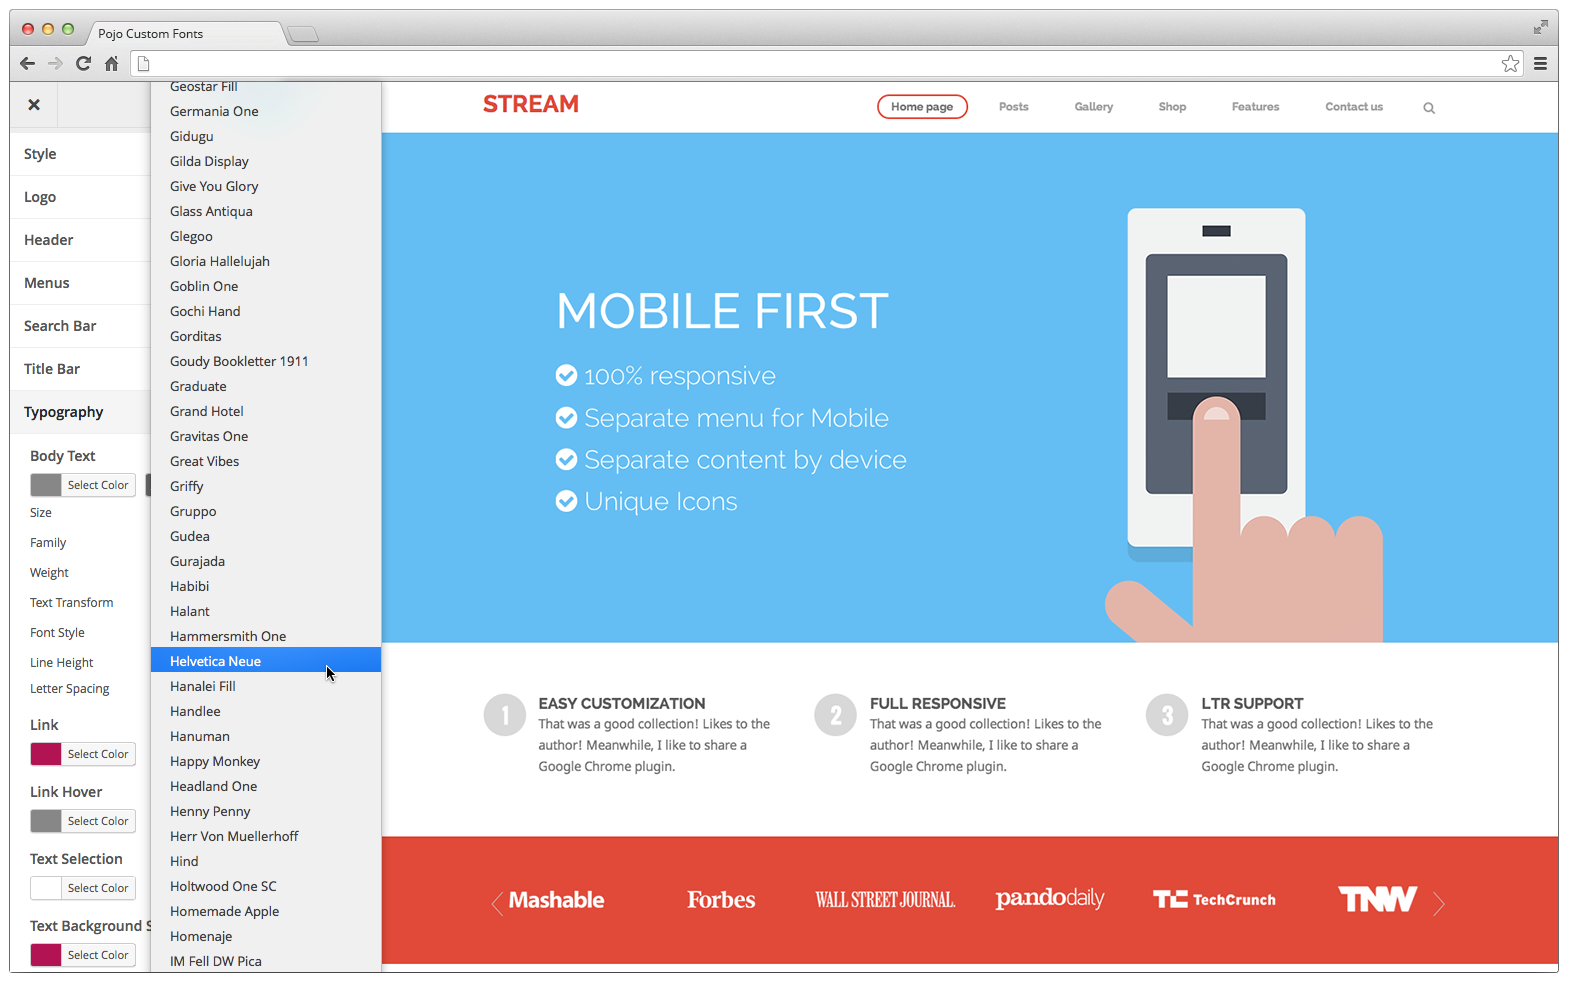 Pojo Custom Fonts
Style
Logo
Header
Menus
Search Bar
Title Bar
Typography
Body Text
Select Color
Size
Family
Weight
Text Transform
Font Style
Line Height
Letter Spacing
Link
Select Color
Link Hover
Select Color
Text Selection
Select Color
Text Background S
Select Color
Geostar Fill
Germania One
Gidugu
Gilda Display
Give You Glory
Glass Antiqua
Glegoo
Gloria Hallelujah
Goblin One
Gochi Hand
Gorditas
Goudy Bookletter 1911
Graduate
Grand Hotel
Gravitas One
Great Vibes
Griffy
Gruppo
Gudea
Gurajada
Habibi
Halant
Hammersmith One
Helvetica Neue
Hanalei Fill
Handlee
Hanuman
Happy Monkey
Headland One
Henny Penny
Herr Von Muellerhoff
Hind
Holtwood One SC
Homemade Apple
Homenaje
IM Fell DW Pica
STREAM
Home page Posts Gallery Shop Features Contact us
MOBILE FIRST
100% responsive
Separate menu for Mobile
Separate content by device
Unique Icons
1
EASY CUSTOMIZATION
That was a good collection! Likes to the
author! Meanwhile, I like to share a
Google Chrome plugin.
2
FULL RESPONSIVE
That was a good collection! Likes to the
author! Meanwhile, I like to share a
Google Chrome plugin.
3
LTR SUPPORT
That was a good collection! Likes to the
author! Meanwhile, I like to share a
Google Chrome plugin.
Mashable Forbes WALL STREET JOURNAL. pandodaily TC TechCrunch TNW